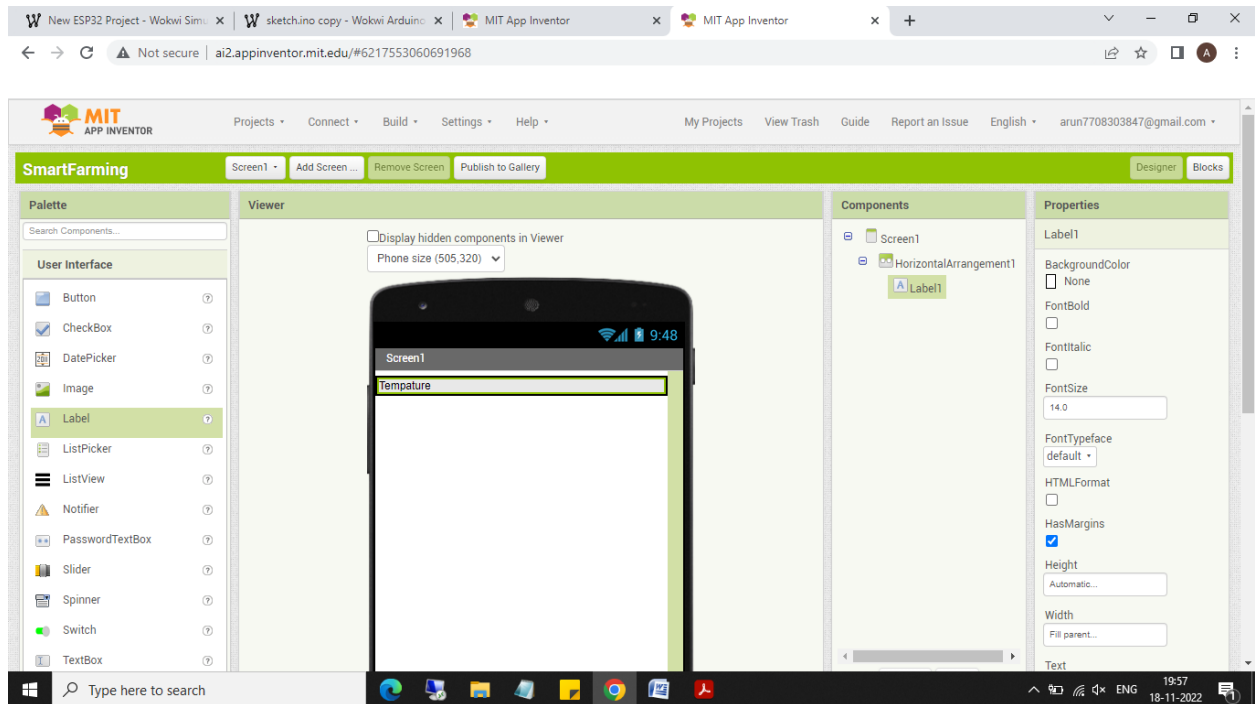 New ESP32 Project - Wokwi Simu
sketch.ino copy - Wokwi Arduino
MIT App Inventor
MIT App Inventor
Not secure | ai2.appinventor.mit.edu/#6217553060691968
A
MIT
APP INVENTOR
Projects
Connect
Build
Settings
Help
My Projects
View Trash
Guide
Report an Issue
English
arun7708303847@gmail.com
SmartFarming
Screen1
Add Screen ...
Remove Screen
Publish to Gallery
Designer
Blocks
Palette
Search Components...
User Interface
Button
CheckBox
DatePicker
Image
Label
ListPicker
ListView
Notifier
PasswordTextBox
Slider
Spinner
Switch
TextBox
Viewer
Display hidden components in Viewer
Phone size (505,320)
9:48
Screen1
Tempature
Components
Screen1
HorizontalArrangement1
A Label1
Properties
Label1
BackgroundColor
None
FontBold
FontItalic
FontSize
14.0
FontTypeface
default
HTMLFormat
HasMargins
Height
Automatic...
Width
Fill parent...
Text
Type here to search
ENG
19:57
18-11-2022